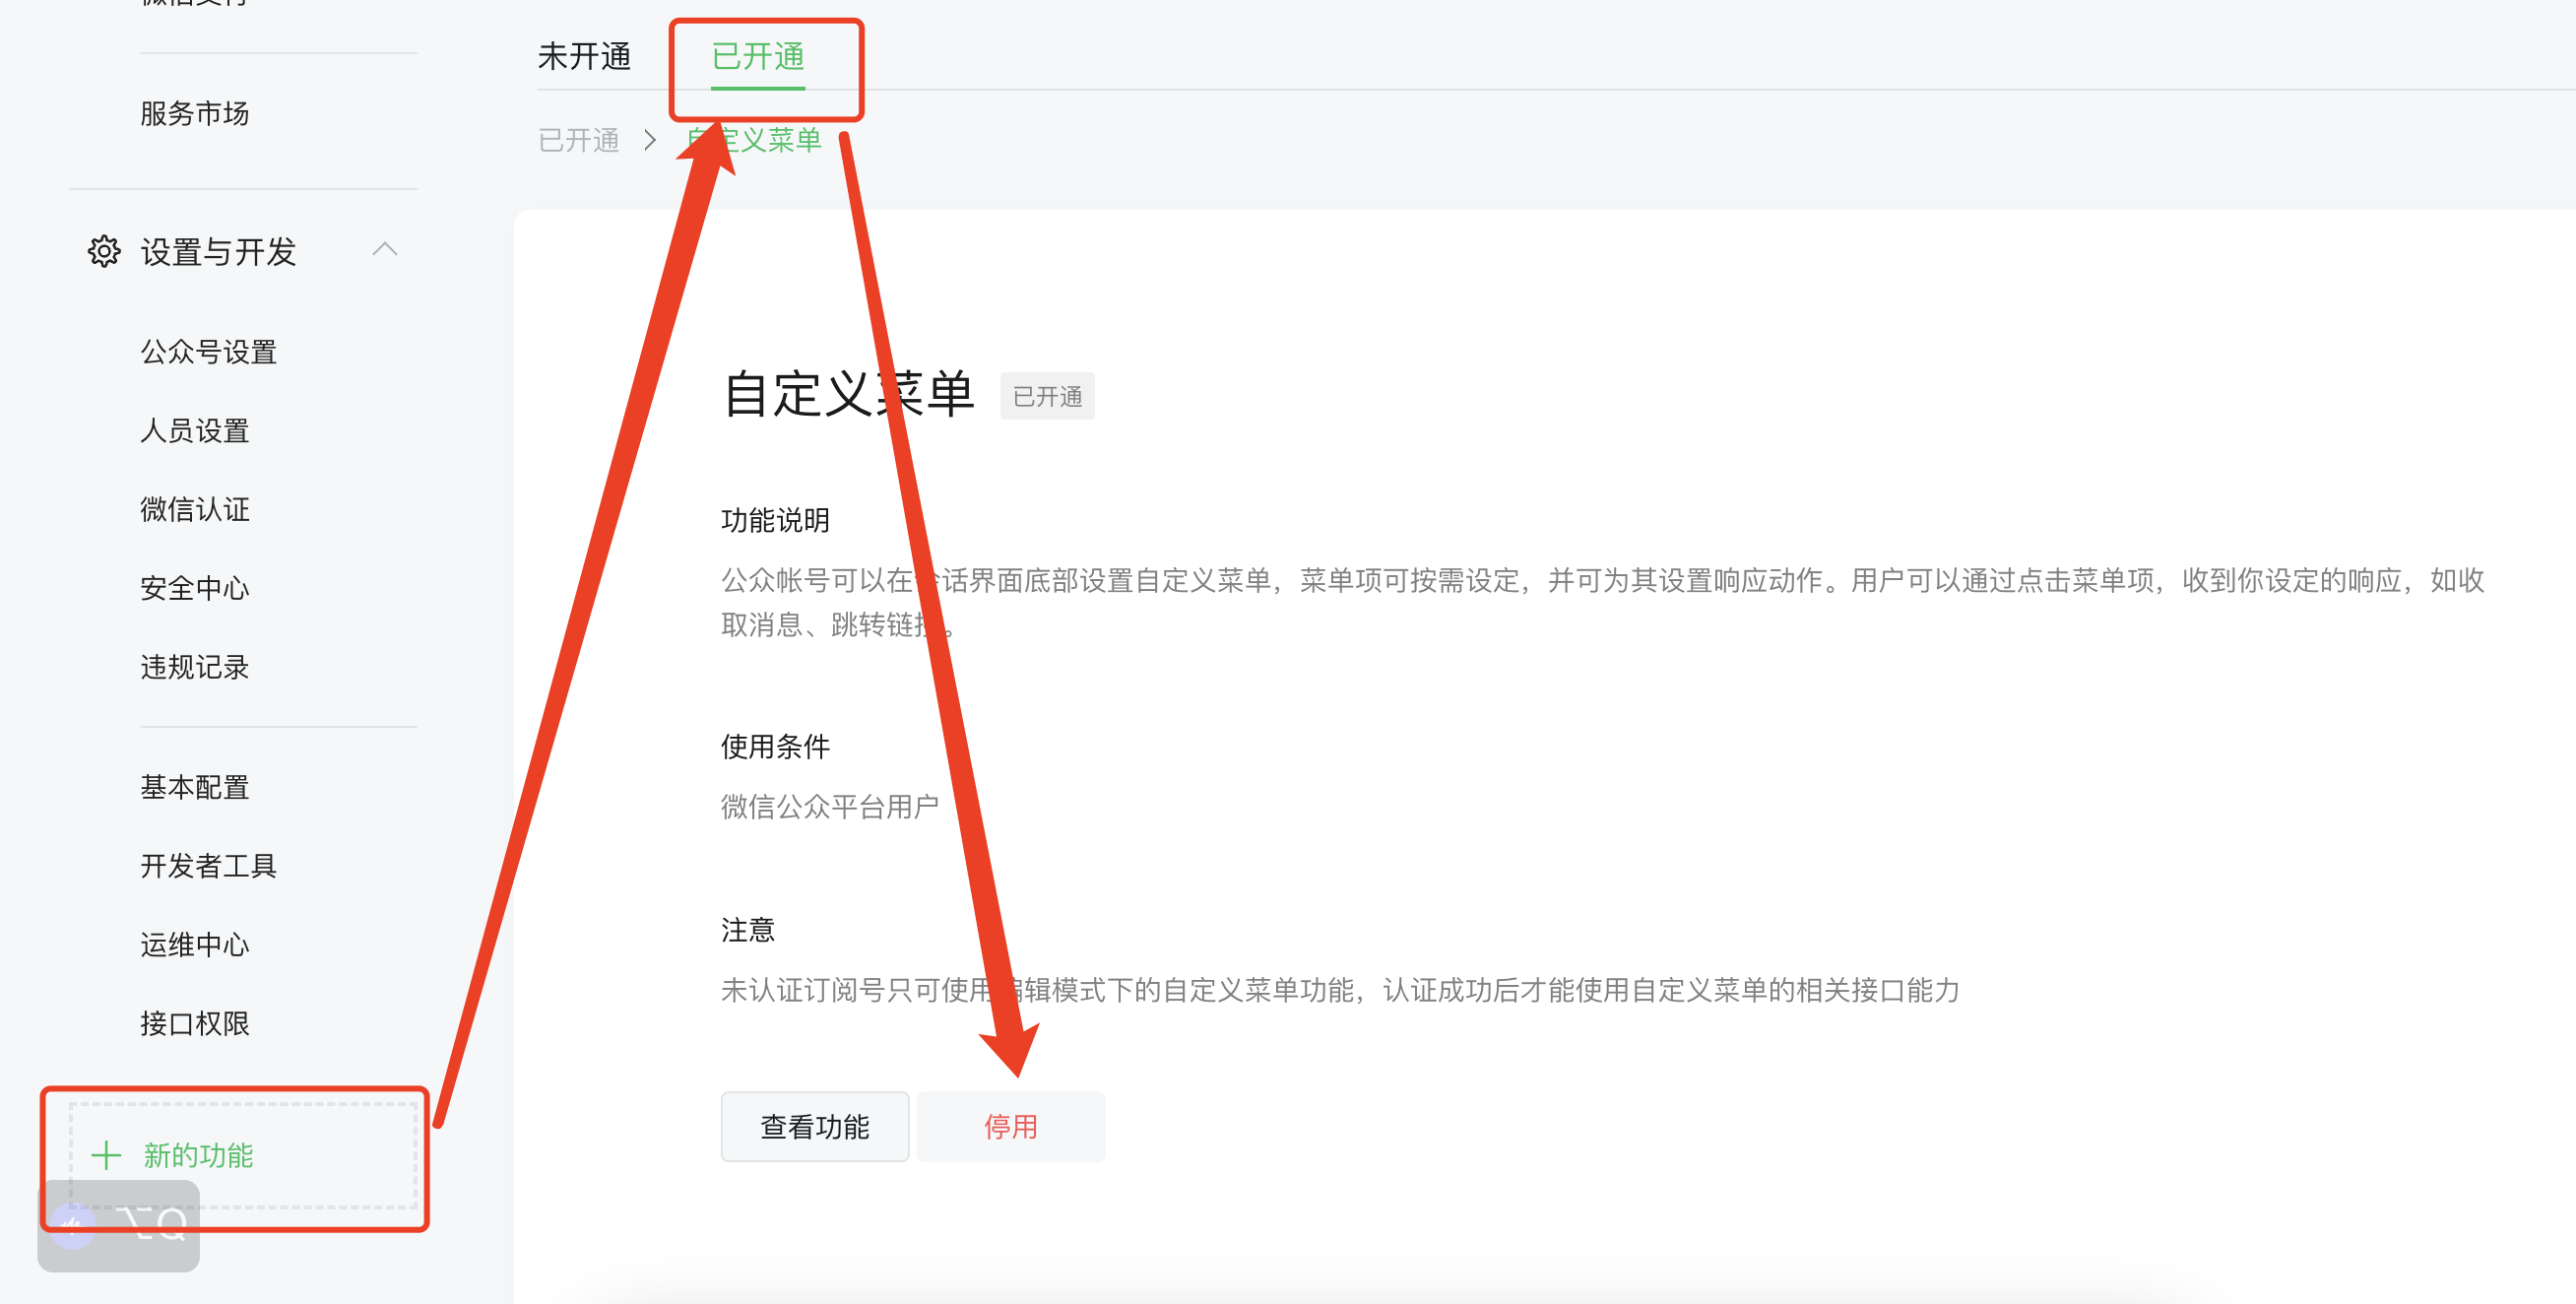 服务市场
设置与开发
公众号设置
人员设置
微信认证
安全中心
违规记录
基本配置
开发者工具
运维中心
接口权限
新的功能
⌥Q
未开通 已开通
已开通 > 自定义菜单
自定义菜单 已开通
功能说明
公众帐号可以在会话界面底部设置自定义菜单，菜单项可按需设定，并可为其设置响应动作。用户可以通过点击菜单项，收到你设定的响应，如收
取消息、跳转链接。
使用条件
微信公众平台用户
注意
未认证订阅号只可使用编辑模式下的自定义菜单功能，认证成功后才能使用自定义菜单的相关接口能力
查看功能 停用